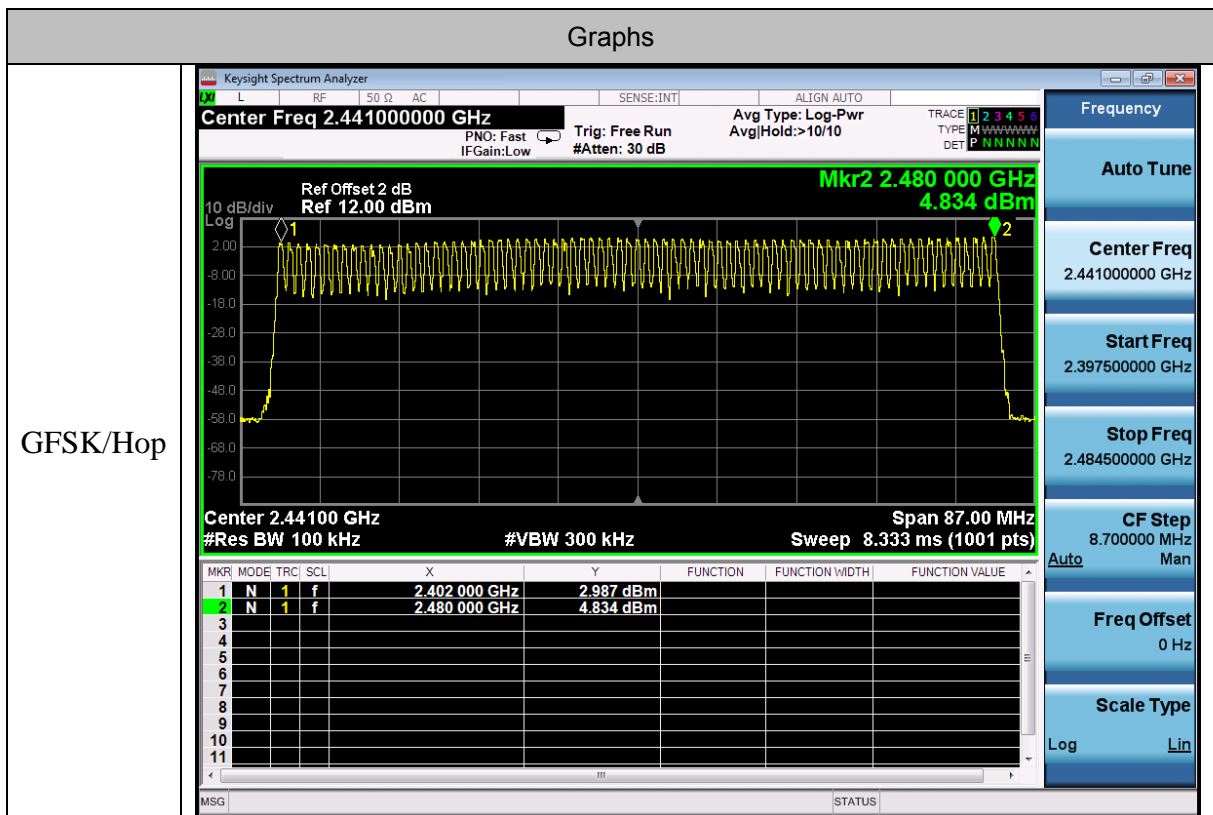 Graphs
GFSK/Hop
Keysight Spectrum Analyzer
LXI L RF 50 Ω AC SENSE:INT ALIGN AUTO
Center Freq 2.441000000 GHz
PNO: Fast
IFGain:Low
Trig: Free Run
#Atten: 30 dB
Avg Type: Log-Pwr
Avg|Hold:>10/10
TRACE 1 2 3 4 5 6
TYPE M WWWWW
DET P N N N N N
Mkr2 2.480 000 GHz
4.834 dBm
Ref Offset 2 dB
10 dB/div Ref 12.00 dBm
Log
1
2
2.00
-8.00
-18.0
-28.0
-38.0
-48.0
-58.0
-68.0
-78.0
Center 2.44100 GHz Span 87.00 MHz
#Res BW 100 kHz #VBW 300 kHz Sweep 8.333 ms (1001 pts)
MKR MODE TRC SCL X Y FUNCTION FUNCTION WIDTH FUNCTION VALUE
1 N 1 f 2.402 000 GHz 2.987 dBm
2 N 1 f 2.480 000 GHz 4.834 dBm
3
4
5
6
7
8
9
10
11
MSG STATUS
Frequency
Auto Tune
Center Freq
2.441000000 GHz
Start Freq
2.397500000 GHz
Stop Freq
2.484500000 GHz
CF Step
8.700000 MHz
Auto Man
Freq Offset
0 Hz
Scale Type
Log Lin